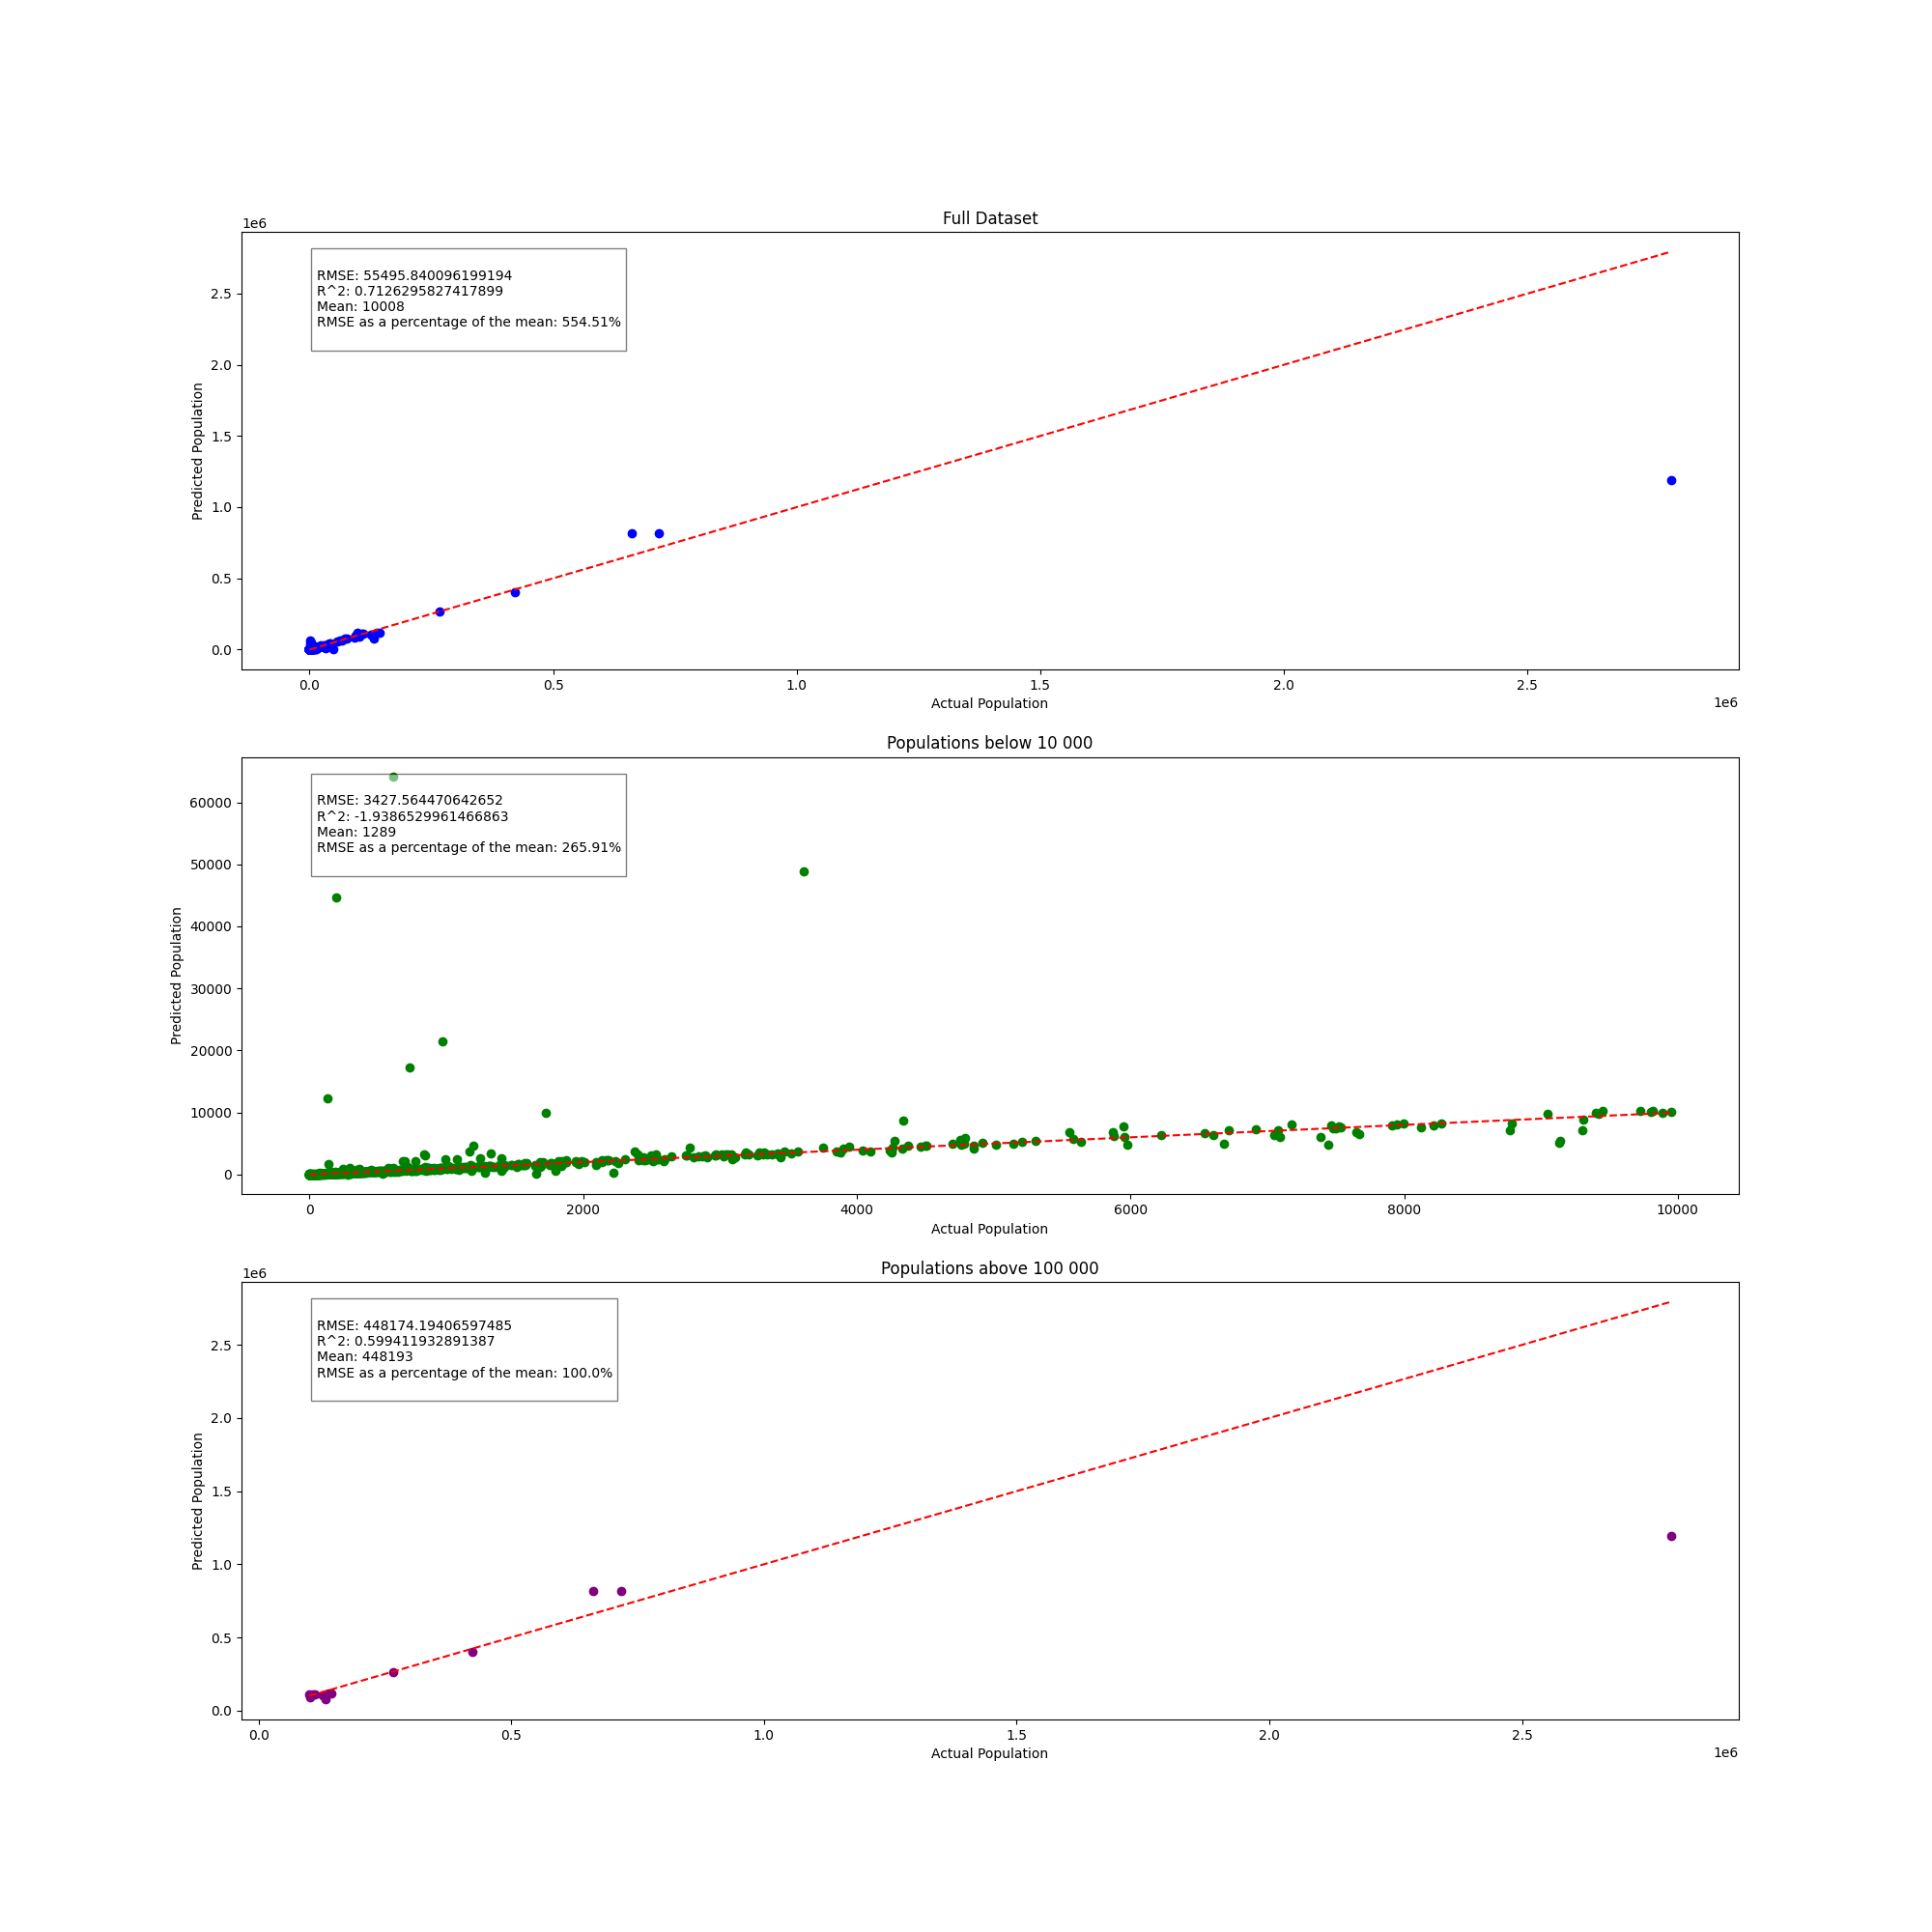 Full Dataset
1e6
RMSE: 55495.840096199194
R^2: 0.7126295827417899
Mean: 10008
RMSE as a percentage of the mean: 554.51%
2.5
2.0
1.5
1.0
0.5
0.0
Predicted Population
0.0 0.5 1.0 1.5 2.0 2.5
Actual Population
1e6
Populations below 10 000
RMSE: 3427.564470642652
R^2: -1.9386529961466863
Mean: 1289
RMSE as a percentage of the mean: 265.91%
60000
50000
40000
30000
20000
10000
0
Predicted Population
0 2000 4000 6000 8000 10000
Actual Population
Populations above 100 000
1e6
RMSE: 448174.19406597485
R^2: 0.599411932891387
Mean: 448193
RMSE as a percentage of the mean: 100.0%
2.5
2.0
1.5
1.0
0.5
0.0
Predicted Population
0.0 0.5 1.0 1.5 2.0 2.5
Actual Population
1e6